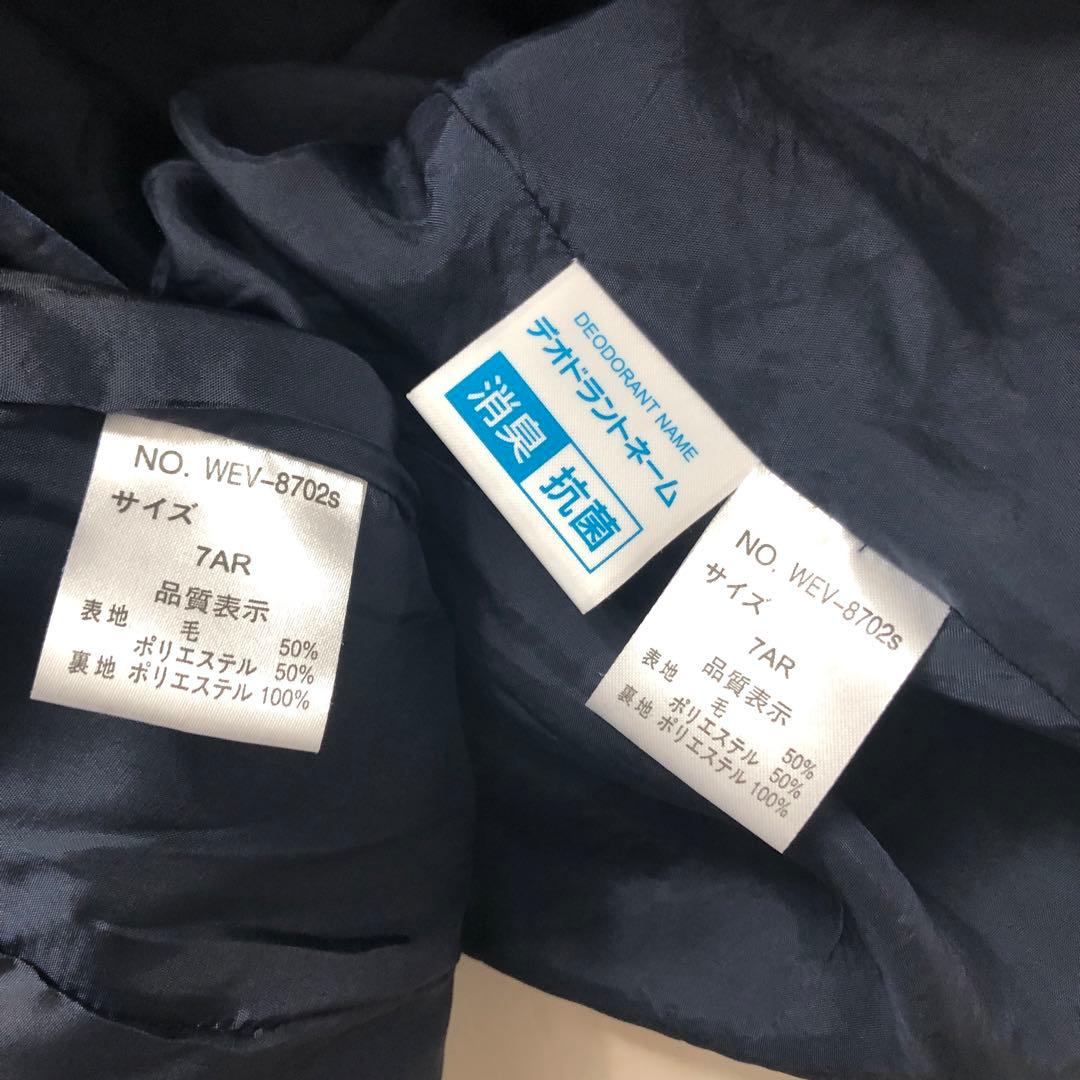 NO. WEV-8702s
サイズ
7AR
品質表示
表地 毛 50%
ポリエステル 50%
裏地 ポリエステル 100%
DEODORANT NAME
デオドラントネーム
消臭 抗菌
NO. WEV-8702s
サイズ
7AR
品質表示
表地 毛 50%
ポリエステル 50%
裏地 ポリエステル 100%